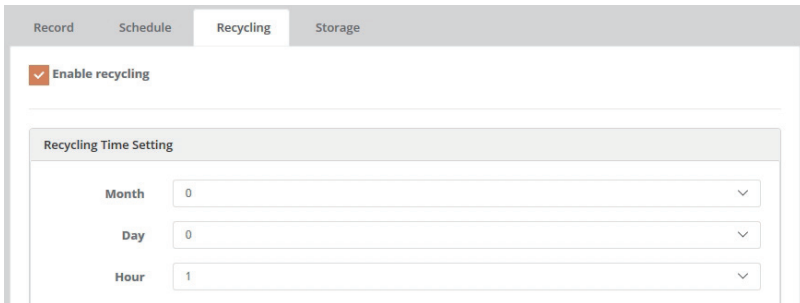 Record Schedule Recycling Storage
Enable recycling
Recycling Time Setting
Month 0
Day 0
Hour 1